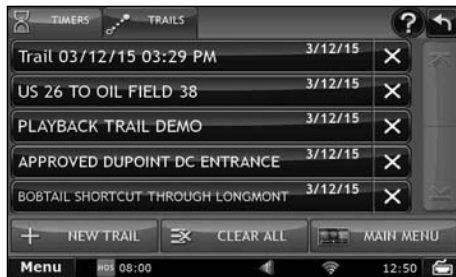 TIMERS TRAILS ?
Trail 03/12/15 03:29 PM 3/12/15
US 26 TO OIL FIELD 38 3/12/15
PLAYBACK TRAIL DEMO 3/12/15
APPROVED DUPOINT DC ENTRANCE 3/12/15
BOBTAIL SHORTCUT THROUGH LONGMONT 3/12/15
NEW TRAIL CLEAR ALL MAIN MENU
Menu HOS 08:00 12:50